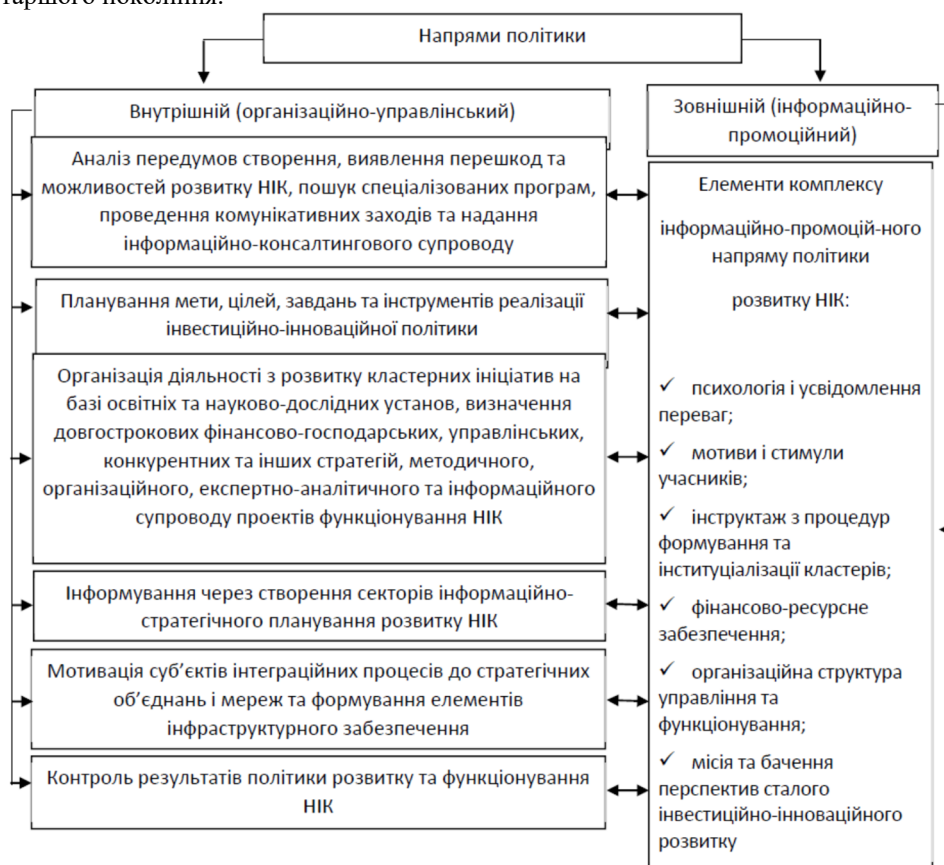 таршого покоління.
Напрями політики
Внутрішній (організаційно-управлінський)
Аналіз передумов створення, виявлення перешкод та
можливостей розвитку НІК, пошук спеціалізованих програм,
проведення комунікативних заходів та надання
інформаційно-консалтингового супроводу
Планування мети, цілей, завдань та інструментів реалізації
інвестиційно-інноваційної політики
Організація діяльності з розвитку кластерних ініціатив на
базі освітніх та науково-дослідних установ, визначення
довгострокових фінансово-господарських, управлінських,
конкурентних та інших стратегій, методичного,
організаційного, експертно-аналітичного та інформаційного
супроводу проектів функціонування НІК
Інформування через створення секторів інформаційно-
стратегічного планування розвитку НІК
Мотивація суб’єктів інтеграційних процесів до стратегічних
об’єднань і мереж та формування елементів
інфраструктурного забезпечення
Контроль результатів політики розвитку та функціонування
НІК
Зовнішній (інформаційно-
промоційний)
Елементи комплексу
інформаційно-промоцій-ного
напряму політики
розвитку НІК:
✓ психологія і усвідомлення
переваг;
✓ мотиви і стимули
учасників;
✓ інструктаж з процедур
формування та
інституціалізації кластерів;
✓ фінансово-ресурсне
забезпечення;
✓ організаційна структура
управління та
функціонування;
✓ місія та бачення
перспектив сталого
інвестиційно-інноваційного
розвитку